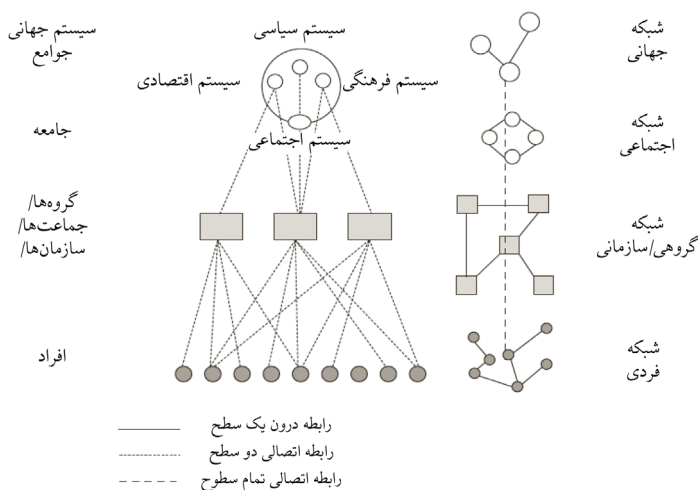 سیستم جهانی
جوامع
سیستم سیاسی
شبکه
جهانی
سیستم اقتصادی
سیستم فرهنگی
جامعه
سیستم اجتماعی
شبکه
اجتماعی
گروه‌ها/
جماعت‌ها/
سازمان‌ها/
شبکه
گروهی/سازمانی
افراد
شبکه
فردی
رابطه درون یک سطح
رابطه اتصالی دو سطح
رابطه اتصالی تمام سطوح